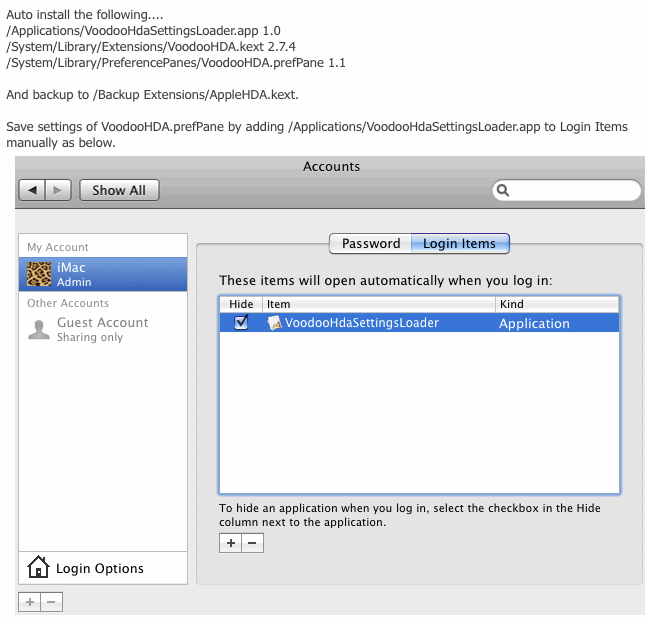 Auto install the following....
/Applications/VoodooHdaSettingsLoader.app 1.0
/System/Library/Extensions/VoodooHDA.kext 2.7.4
/System/Library/PreferencePanes/VoodooHDA.prefPane 1.1
And backup to /Backup Extensions/AppleHDA.kext.
Save settings of VoodooHDA.prefPane by adding /Applications/VoodooHdaSettingsLoader.app to Login Items
manually as below.
Accounts
Show All
My Account
iMac
Admin
Other Accounts
Guest Account
Sharing only
Login Options
Password Login Items
These items will open automatically when you log in:
Hide Item Kind
VoodooHdaSettingsLoader Application
To hide an application when you log in, select the checkbox in the Hide
column next to the application.
+ −
+ −